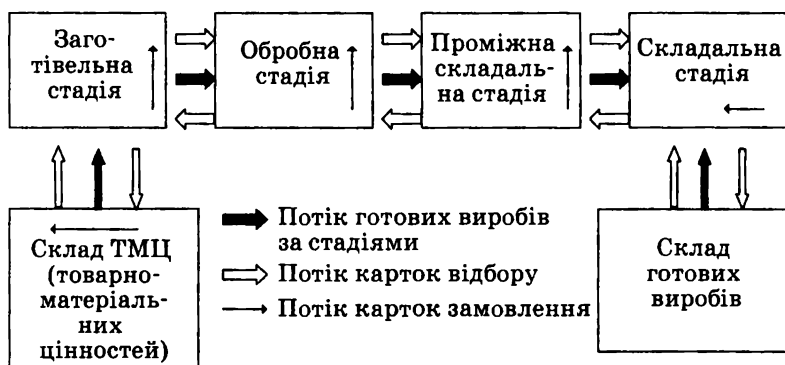 Заго-
тівельна
стадія
Обробна
стадія
Проміжна
складаль-
на стадія
Складальна
стадія
Склад ТМЦ
(товарно-
матеріаль-
них
цінностей)
Потік готових виробів
за стадіями
Потік карток відбору
Потік карток замовлення
Склад
готових
виробів